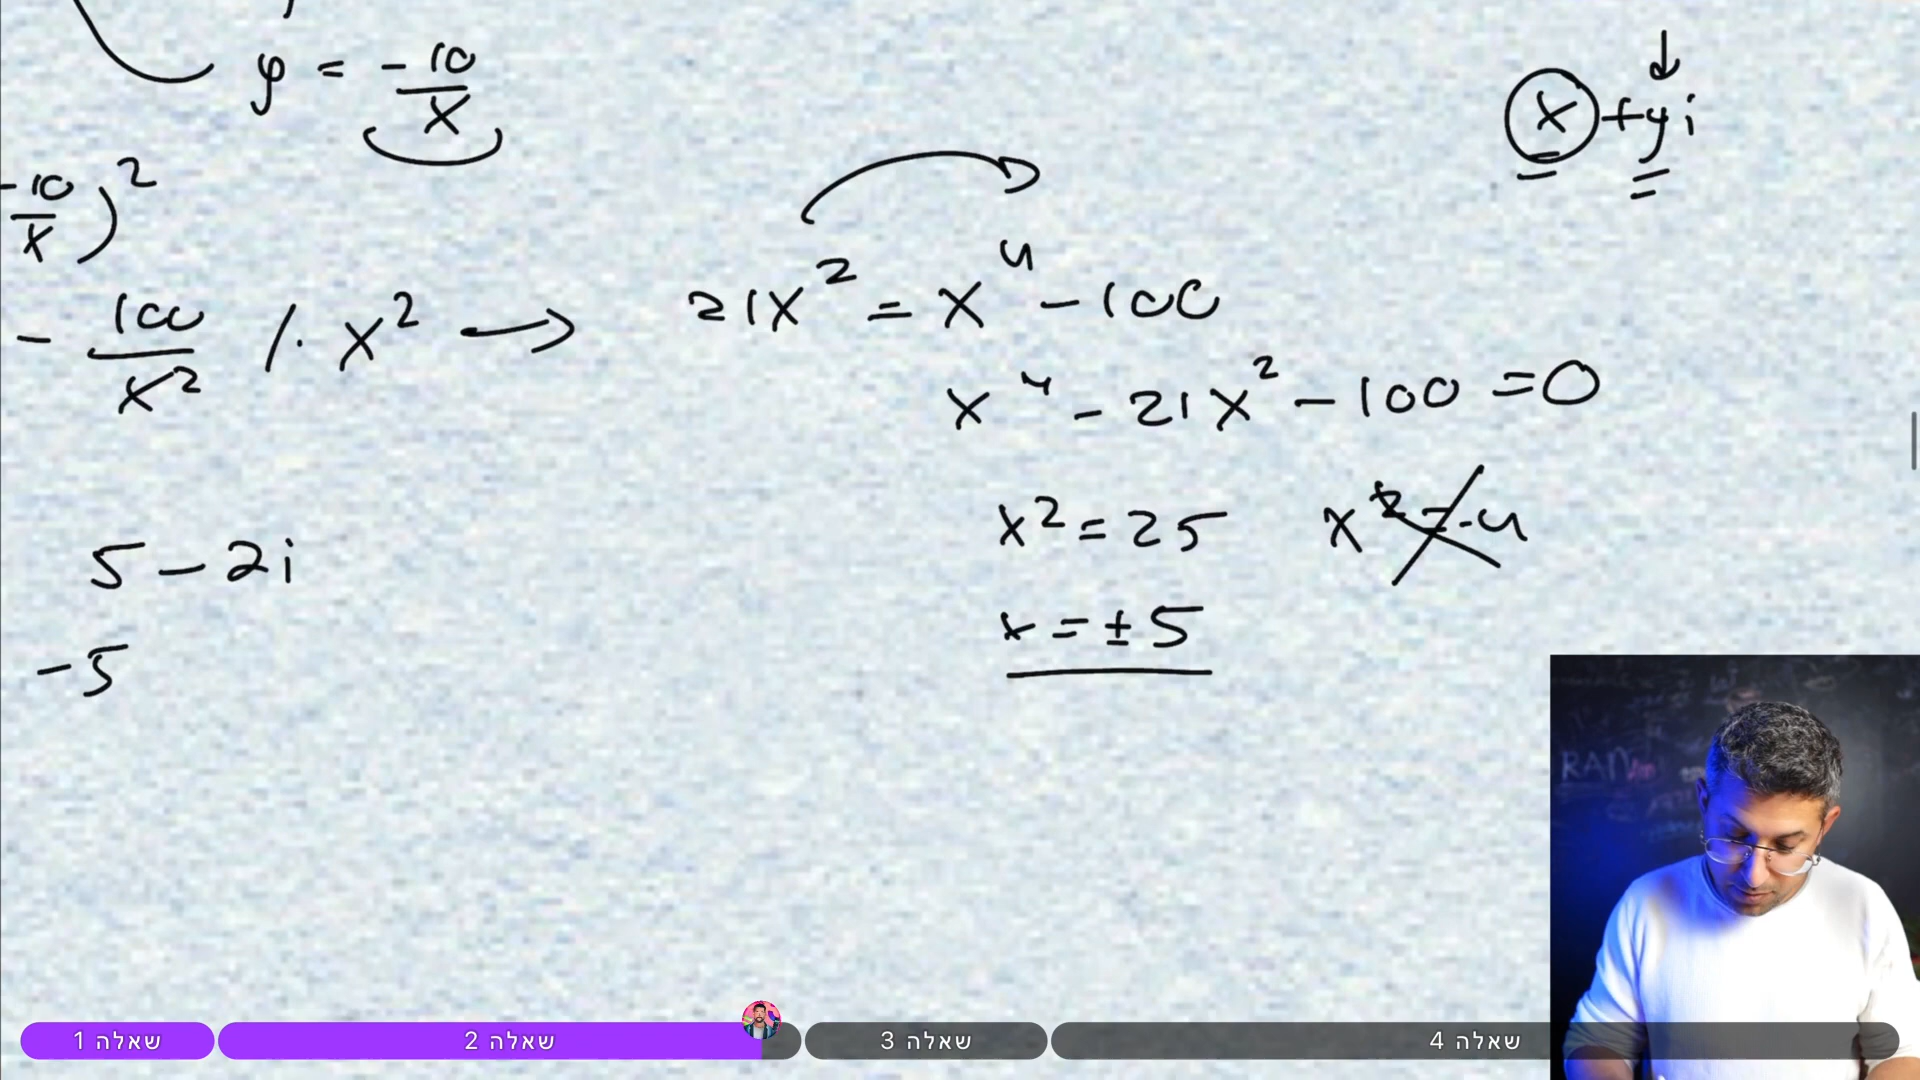 y = -10/x
x + yi
-10/x )²
- 100/x² /· x² → 21x² = x⁴ - 100
x⁴ - 21x² - 100 = 0
x² = 25 x² = -4
5 - 2i
x = ±5
-5
RAN
שאלה 1 שאלה 2 שאלה 3 שאלה 4